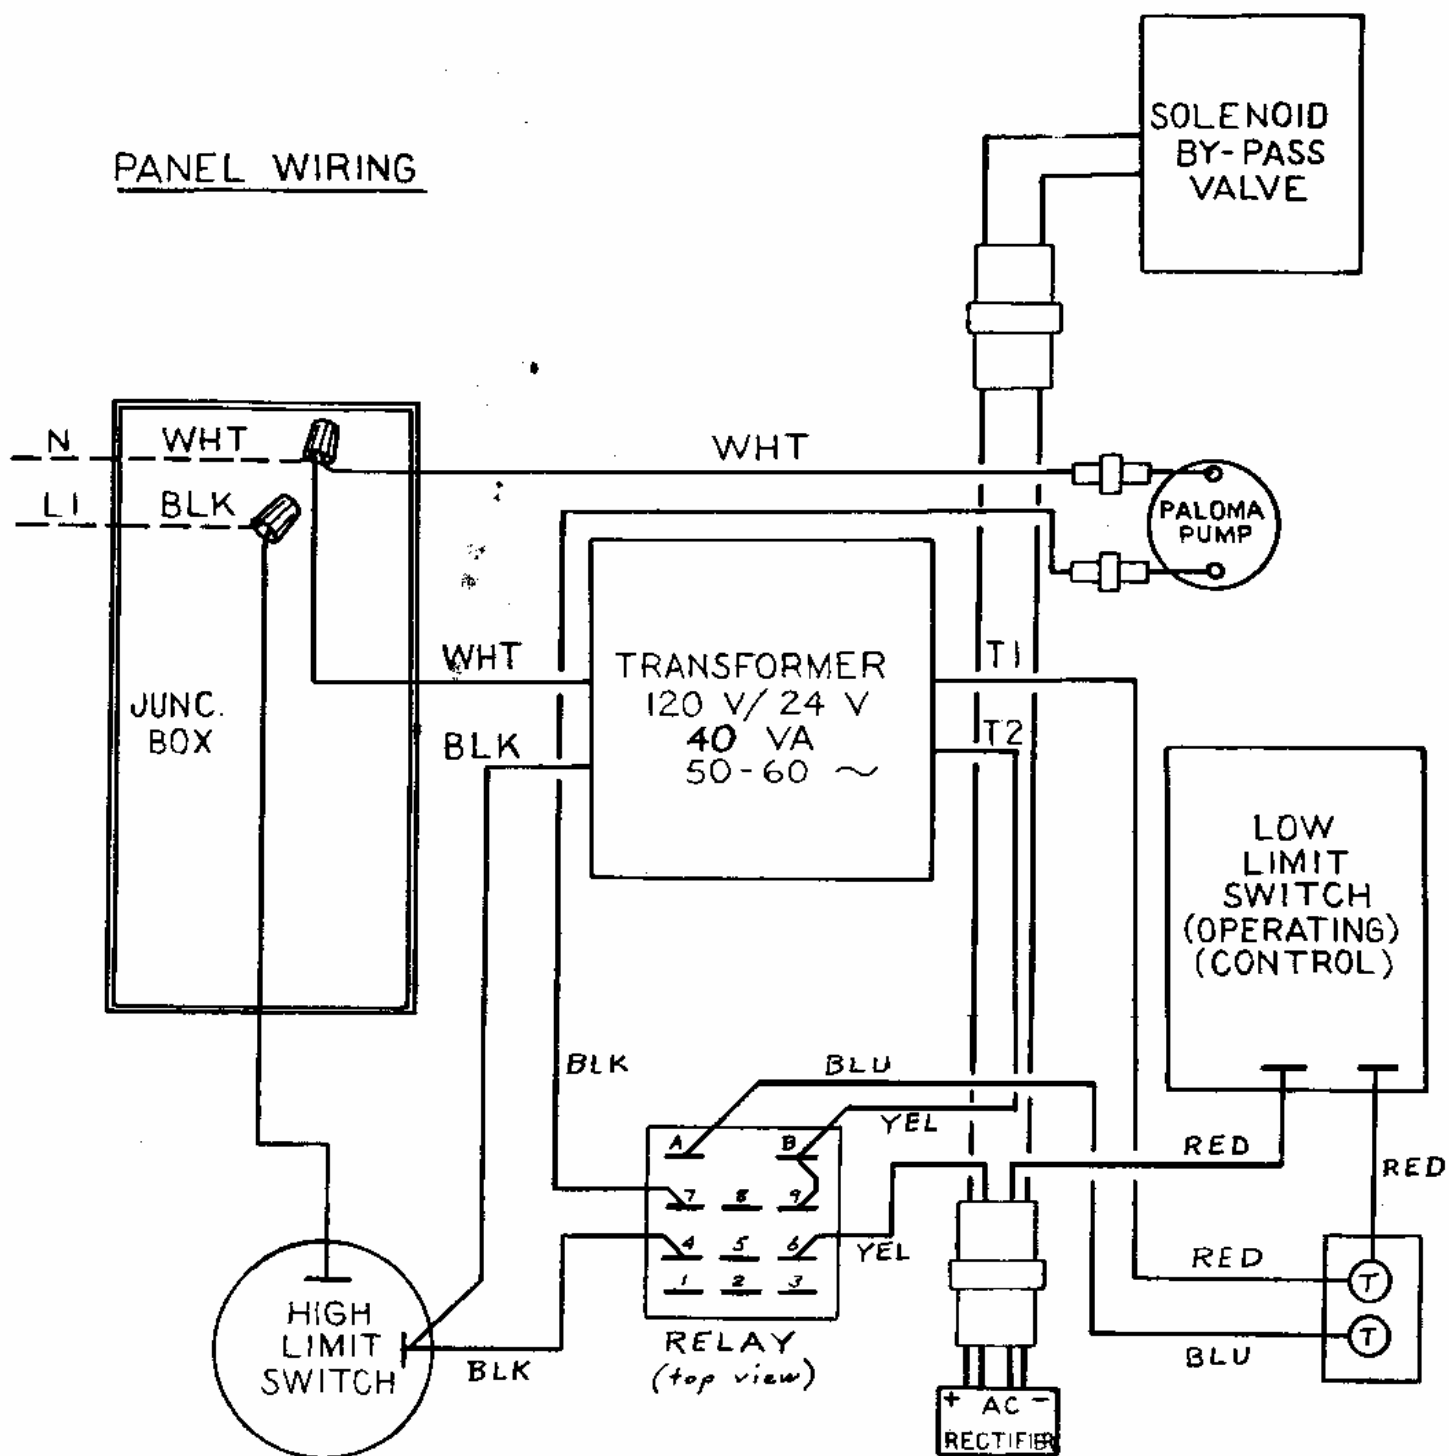 SOLENOID
BY-PASS
VALVE
PANEL WIRING
N WHT
WHT
L1 BLK
PALOMA
PUMP
WHT
TRANSFORMER
120 V/24 V
40 VA
50-60 ~
T1
T2
JUNC.
BOX
BLK
LOW
LIMIT
SWITCH
(OPERATING)
(CONTROL)
BLK
BLU
YEL
A B
RED
RED
7 8 9
4 5 6
YEL
1 2 3
RED
T
HIGH
LIMIT
SWITCH
RELAY
(top view)
BLK
T
BLU
+ AC -
RECTIFIER